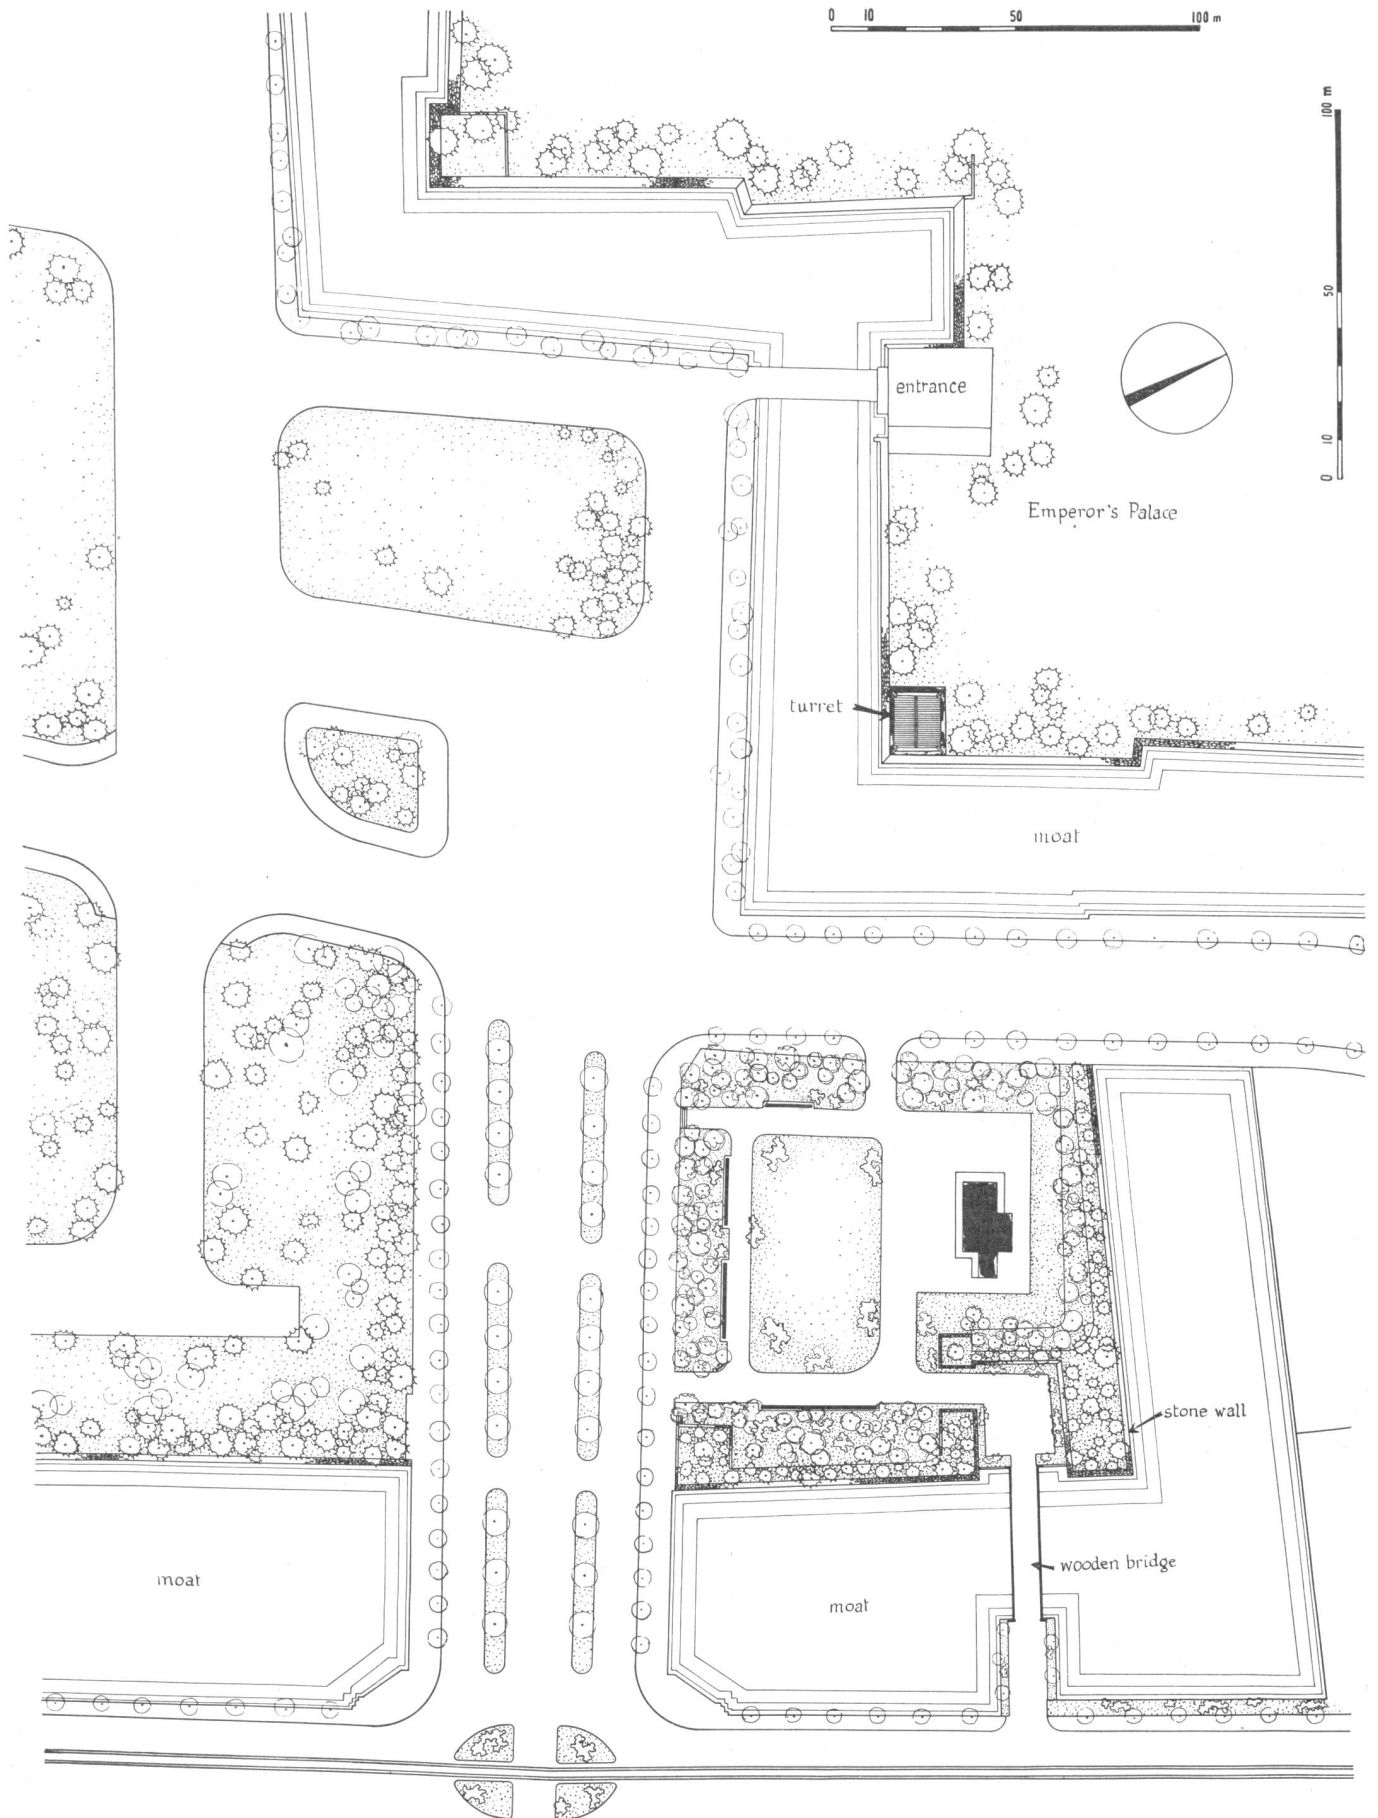 0 10 50 100 m
100 m
50
10
0
entrance
Emperor's Palace
turret
moat
stone wall
wooden bridge
moat
moat